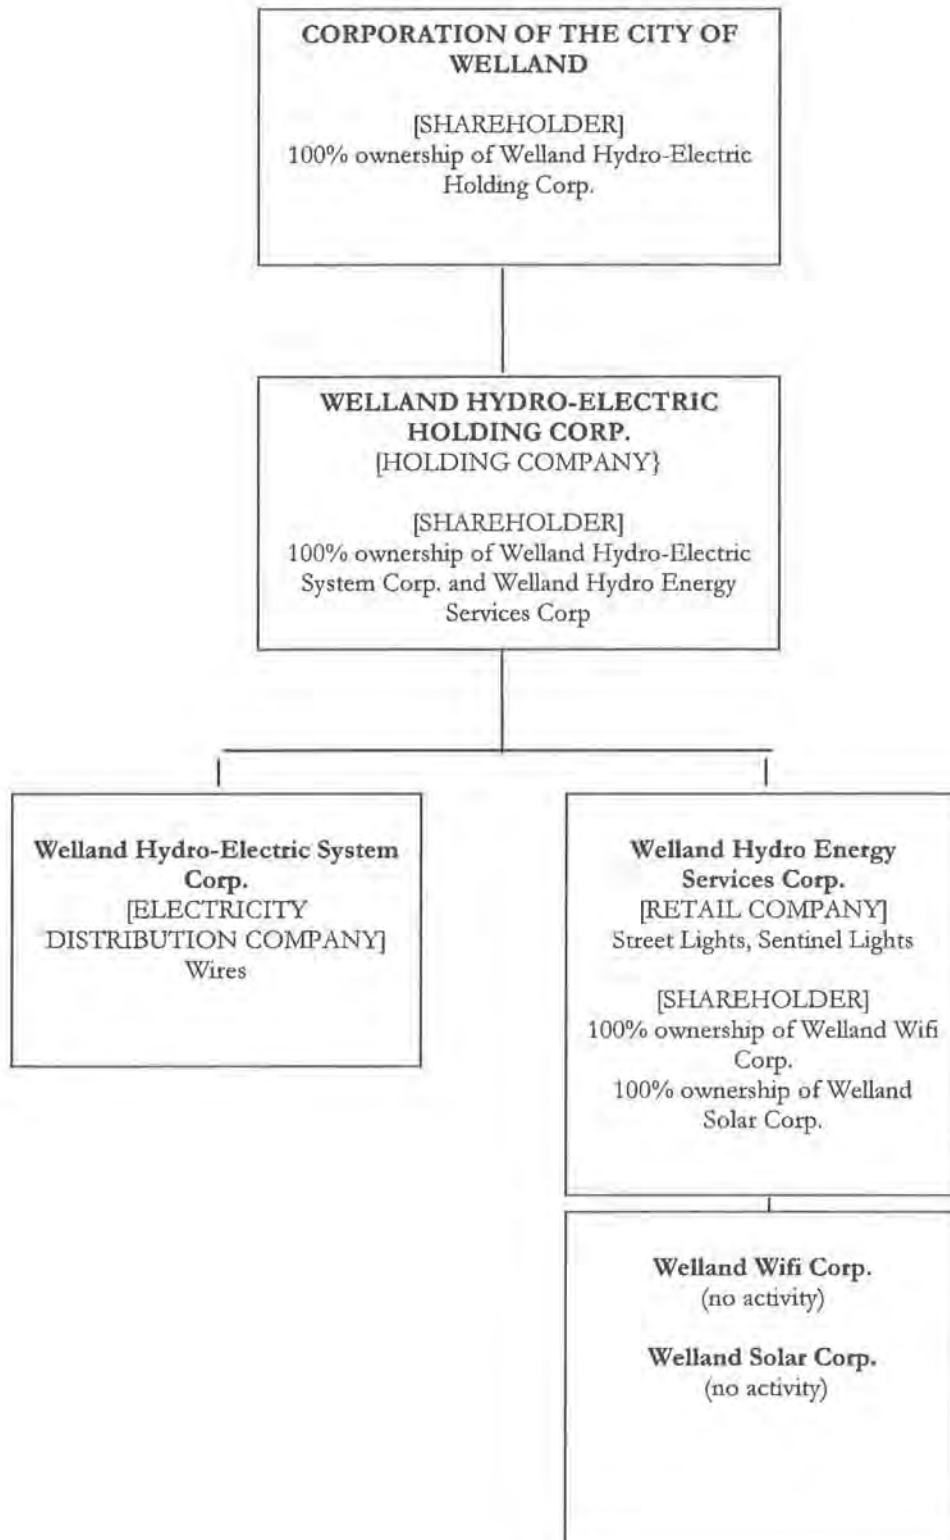 CORPORATION OF THE CITY OF
WELLAND
[SHAREHOLDER]
100% ownership of Welland Hydro-Electric
Holding Corp.
WELLAND HYDRO-ELECTRIC
HOLDING CORP.
[HOLDING COMPANY}
[SHAREHOLDER]
100% ownership of Welland Hydro-Electric
System Corp. and Welland Hydro Energy
Services Corp
Welland Hydro-Electric System
Corp.
[ELECTRICITY
DISTRIBUTION COMPANY]
Wires
Welland Hydro Energy
Services Corp.
[RETAIL COMPANY]
Street Lights, Sentinel Lights
[SHAREHOLDER]
100% ownership of Welland Wifi
Corp.
100% ownership of Welland
Solar Corp.
Welland Wifi Corp.
(no activity)
Welland Solar Corp.
(no activity)